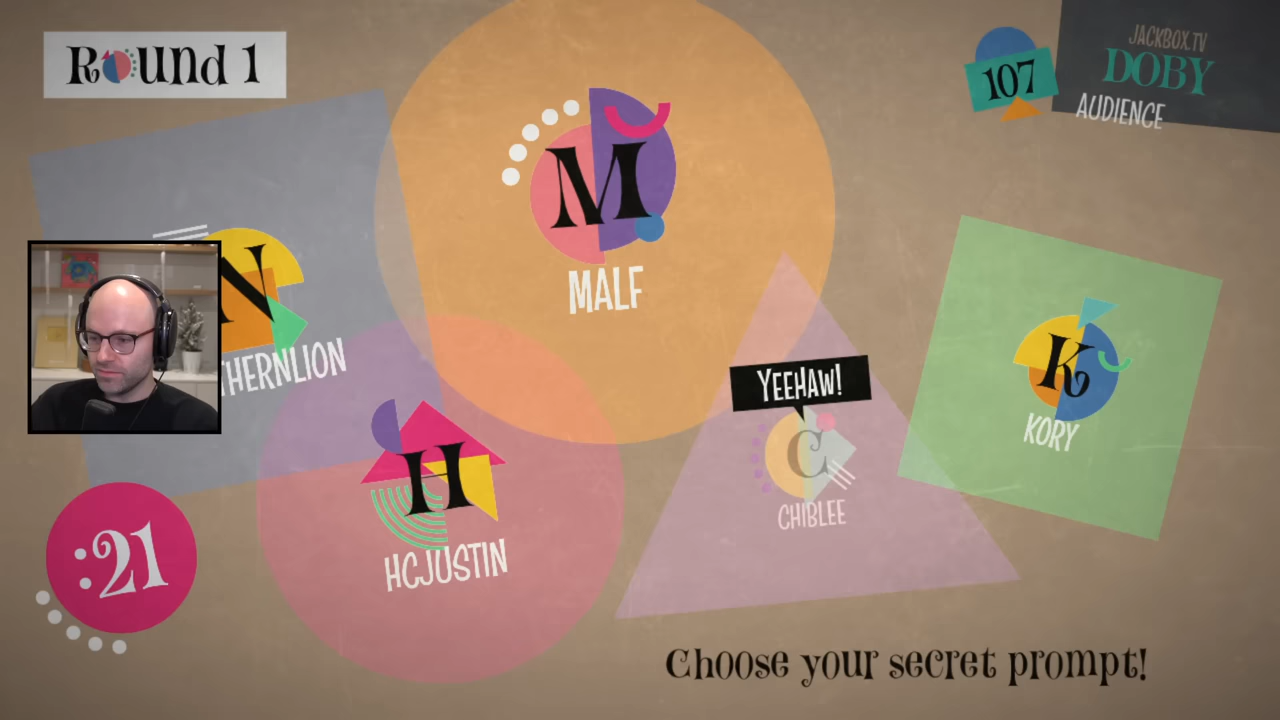 Round 1
107
JACKBOX.TV
DOBY
AUDIENCE
M
MALF
N
THERNLION
YEEHAW!
C
CHIBLEE
K
KORY
H
HCJUSTIN
:21
Choose your secret prompt!